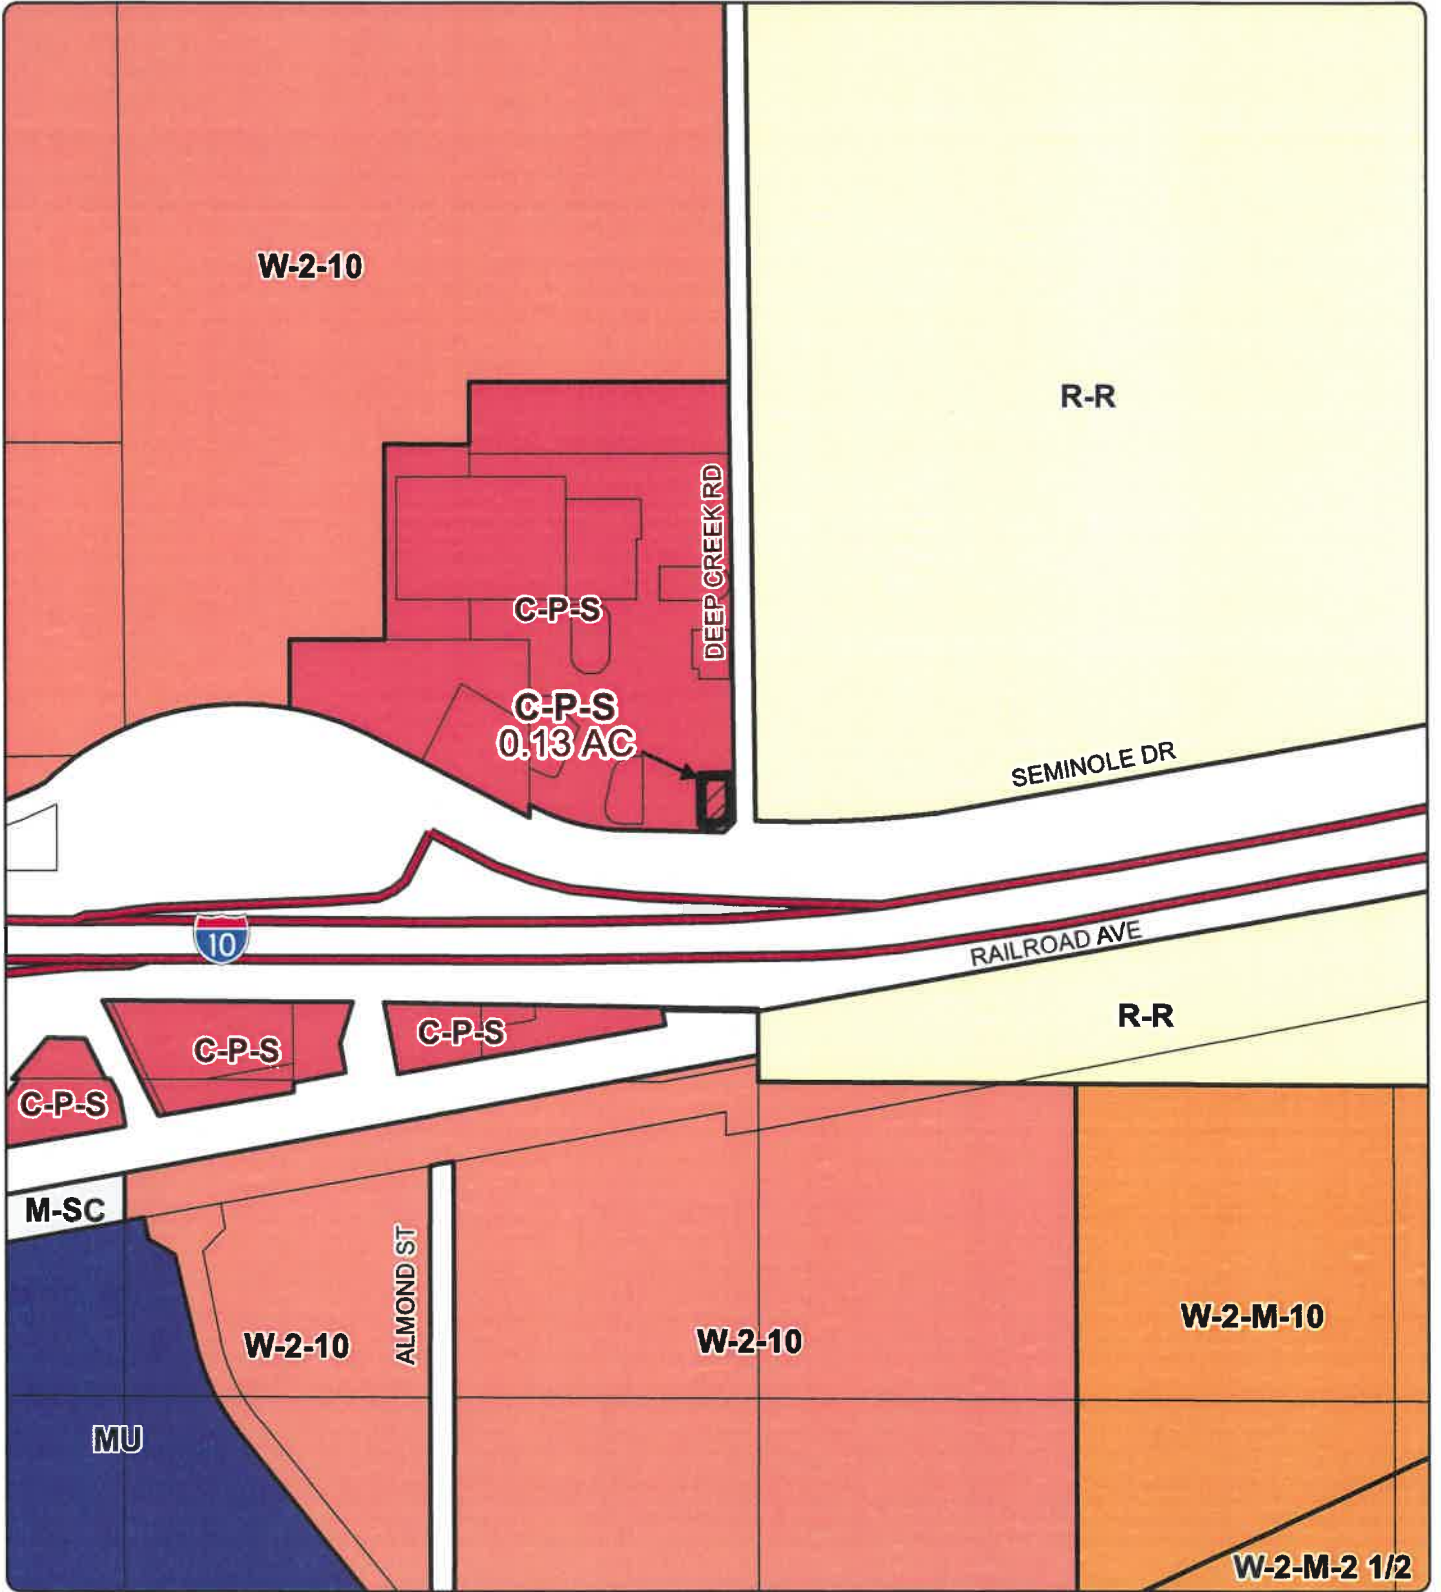 W-2-10
R-R
DEEP CREEK RD
C-P-S
C-P-S
0.13 AC
SEMINOLE DR
10
RAILROAD AVE
R-R
C-P-S
C-P-S
C-P-S
M-SC
ALMOND ST
W-2-M-10
W-2-10
W-2-10
MU
W-2-M-2 1/2